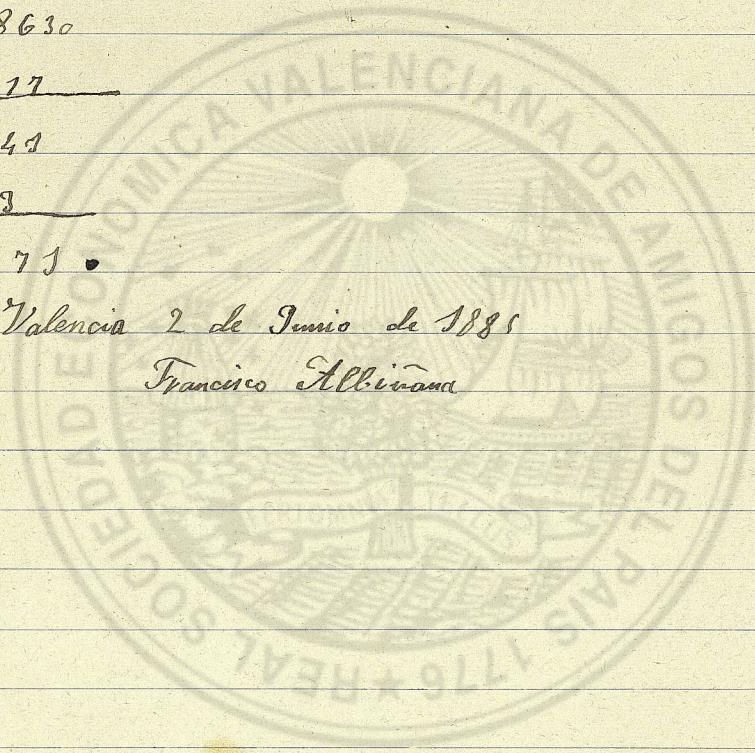 8630
17
41
3
71
Valencia 2 de Junio de 1885
Francisco Albiñana
REAL SOCIEDAD ECONOMICA VALENCIANA DE AMIGOS DEL PAIS 1776